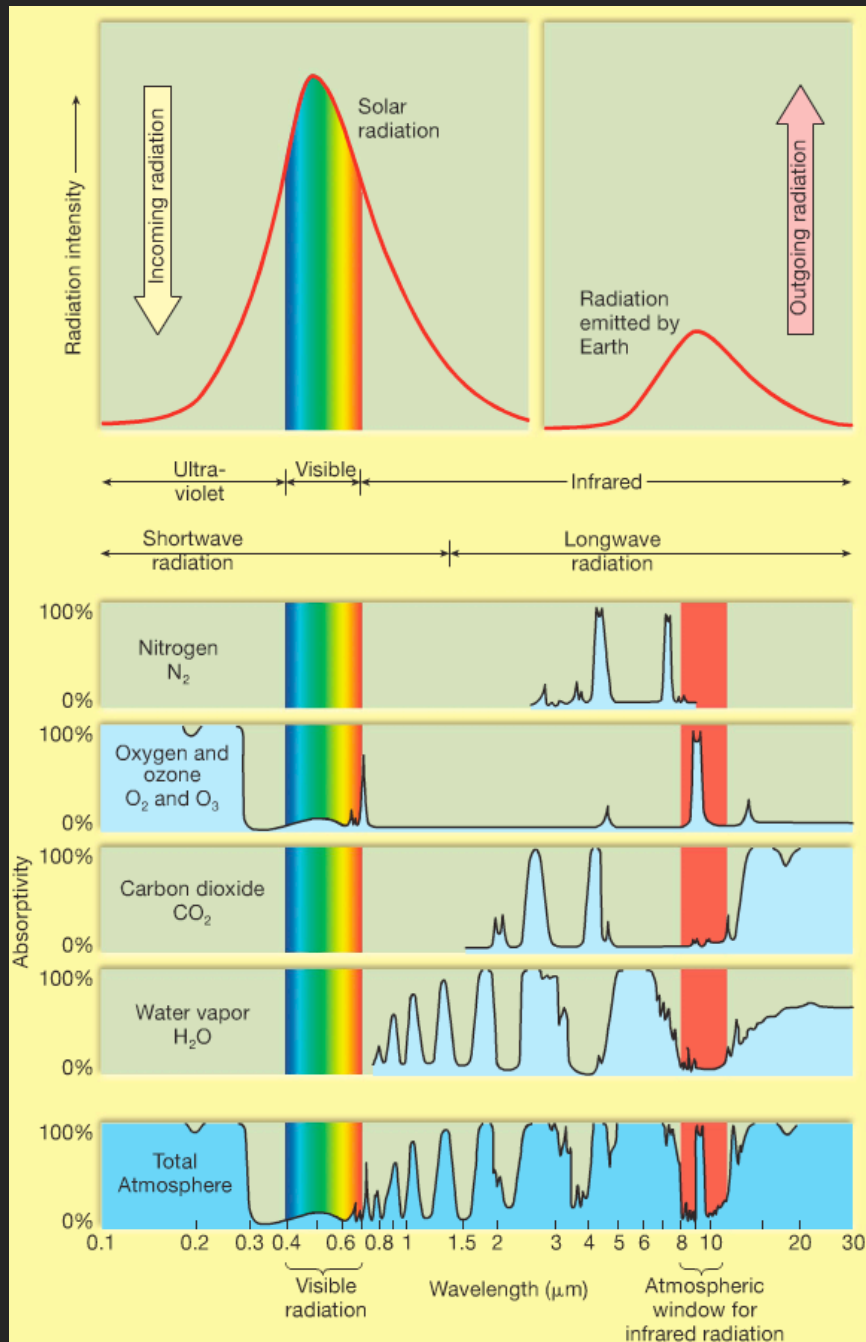 Radiation intensity
Incoming radiation
Solar
radiation
Radiation
emitted by
Earth
Outgoing radiation
Ultra-
violet
Visible
Infrared
Shortwave
radiation
Longwave
radiation
Absorptivity
100%
Nitrogen
N₂
0%
100%
Oxygen and
ozone
O₂ and O₃
0%
100%
Carbon dioxide
CO₂
0%
100%
Water vapor
H₂O
0%
100%
Total
Atmosphere
0%
0.1 0.2 0.3 0.4 0.6 0.8 1 1.5 2 3 4 5 6 8 10 20 30
Visible
radiation
Wavelength (μm)
Atmospheric
window for
infrared radiation